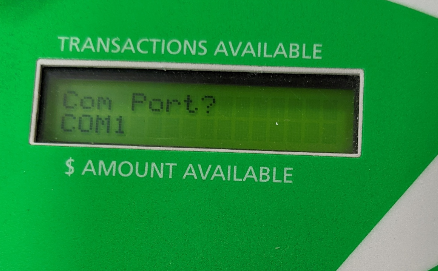 TRANSACTIONS AVAILABLE
Com Port?
COM1
$ AMOUNT AVAILABLE